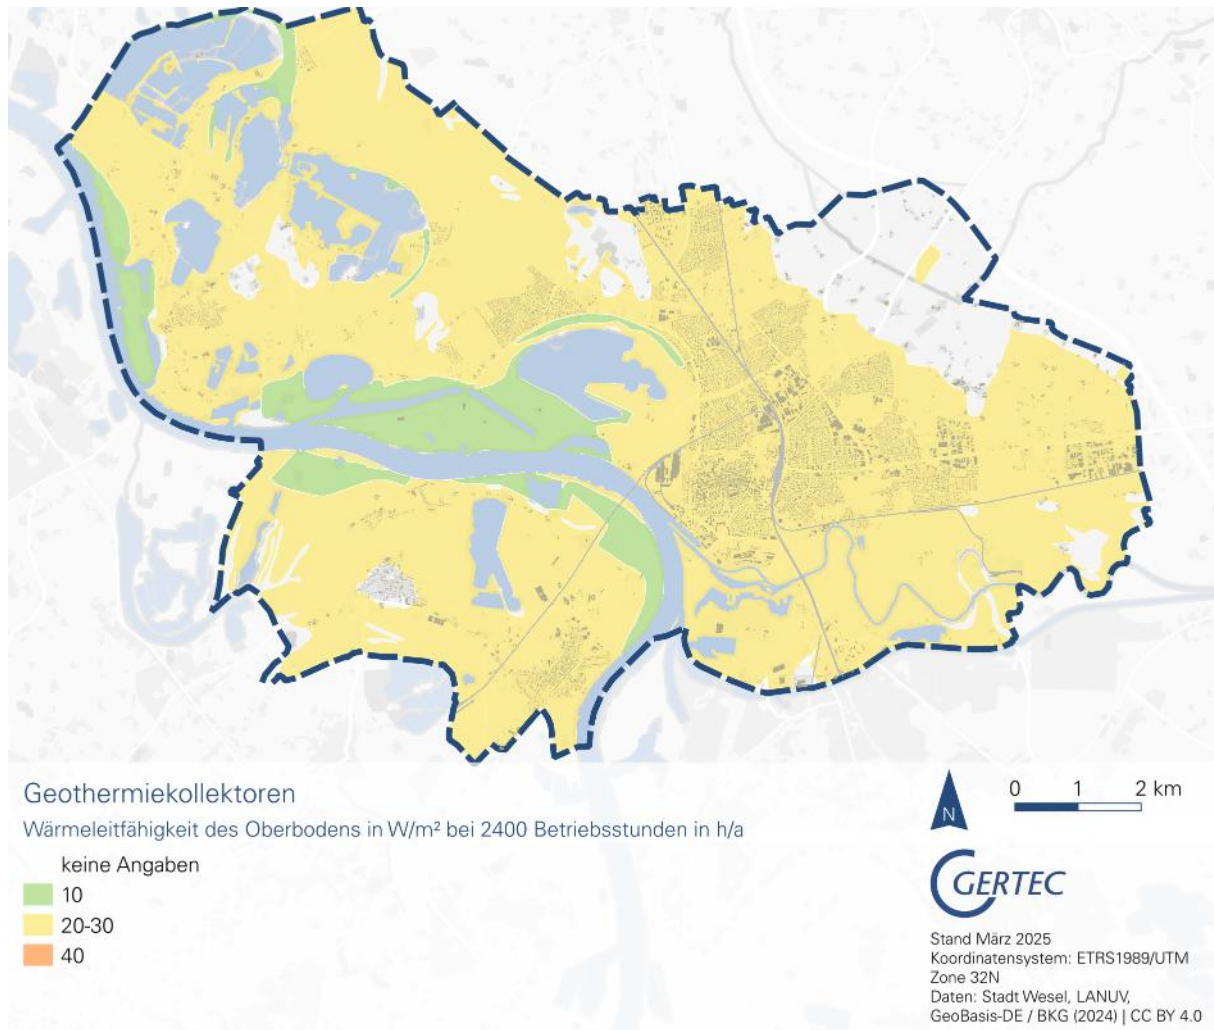 Geothermiekollektoren
Wärmeleitfähigkeit des Oberbodens in W/m² bei 2400 Betriebsstunden in h/a
keine Angaben
10
20-30
40
0 1 2 km
N
GERTEC
Stand März 2025
Koordinatensystem: ETRS1989/UTM
Zone 32N
Daten: Stadt Wesel, LANUV,
GeoBasis-DE / BKG (2024) | CC BY 4.0